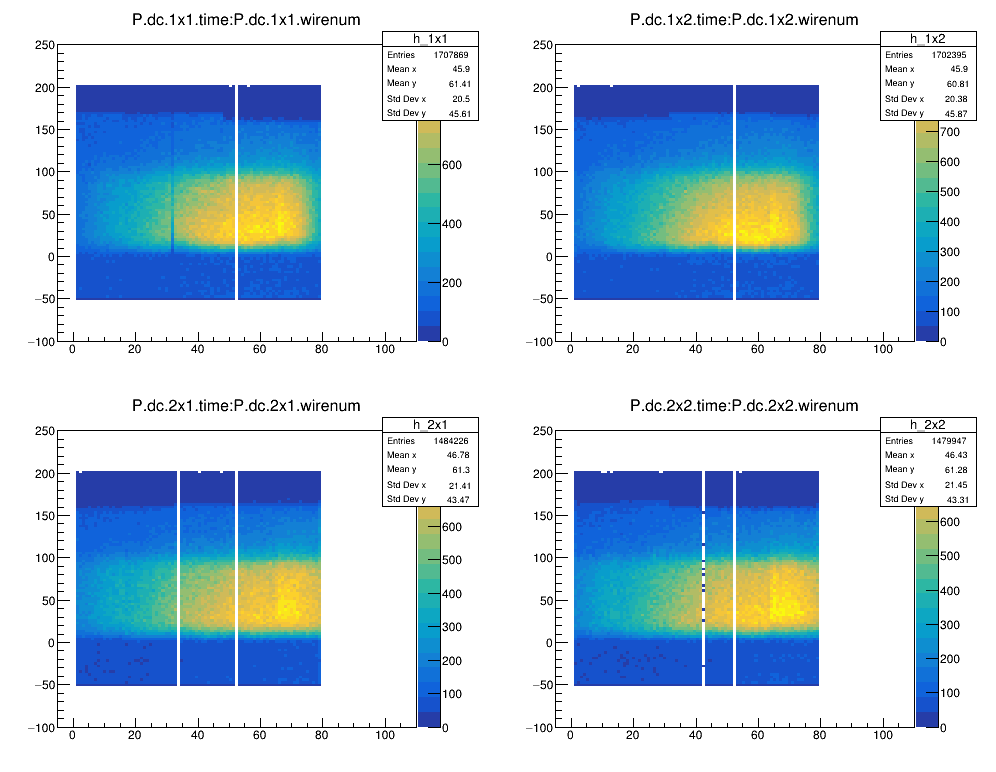 P.dc.1x1.time:P.dc.1x1.wirenum
h_1x1
Entries 1707869
Mean x 45.9
Mean y 61.41
Std Dev x 20.5
Std Dev y 45.61
250
200
150
100
50
0
−50
−100
0 20 40 60 80 100
600
400
200
0
P.dc.1x2.time:P.dc.1x2.wirenum
h_1x2
Entries 1702395
Mean x 45.9
Mean y 60.81
Std Dev x 20.38
Std Dev y 45.87
250
200
150
100
50
0
−50
−100
0 20 40 60 80 100
700
600
500
400
300
200
100
0
P.dc.2x1.time:P.dc.2x1.wirenum
h_2x1
Entries 1484226
Mean x 46.78
Mean y 61.3
Std Dev x 21.41
Std Dev y 43.47
250
200
150
100
50
0
−50
−100
0 20 40 60 80 100
600
500
400
300
200
100
0
P.dc.2x2.time:P.dc.2x2.wirenum
h_2x2
Entries 1479947
Mean x 46.43
Mean y 61.28
Std Dev x 21.45
Std Dev y 43.31
250
200
150
100
50
0
−50
−100
0 20 40 60 80 100
600
500
400
300
200
100
0